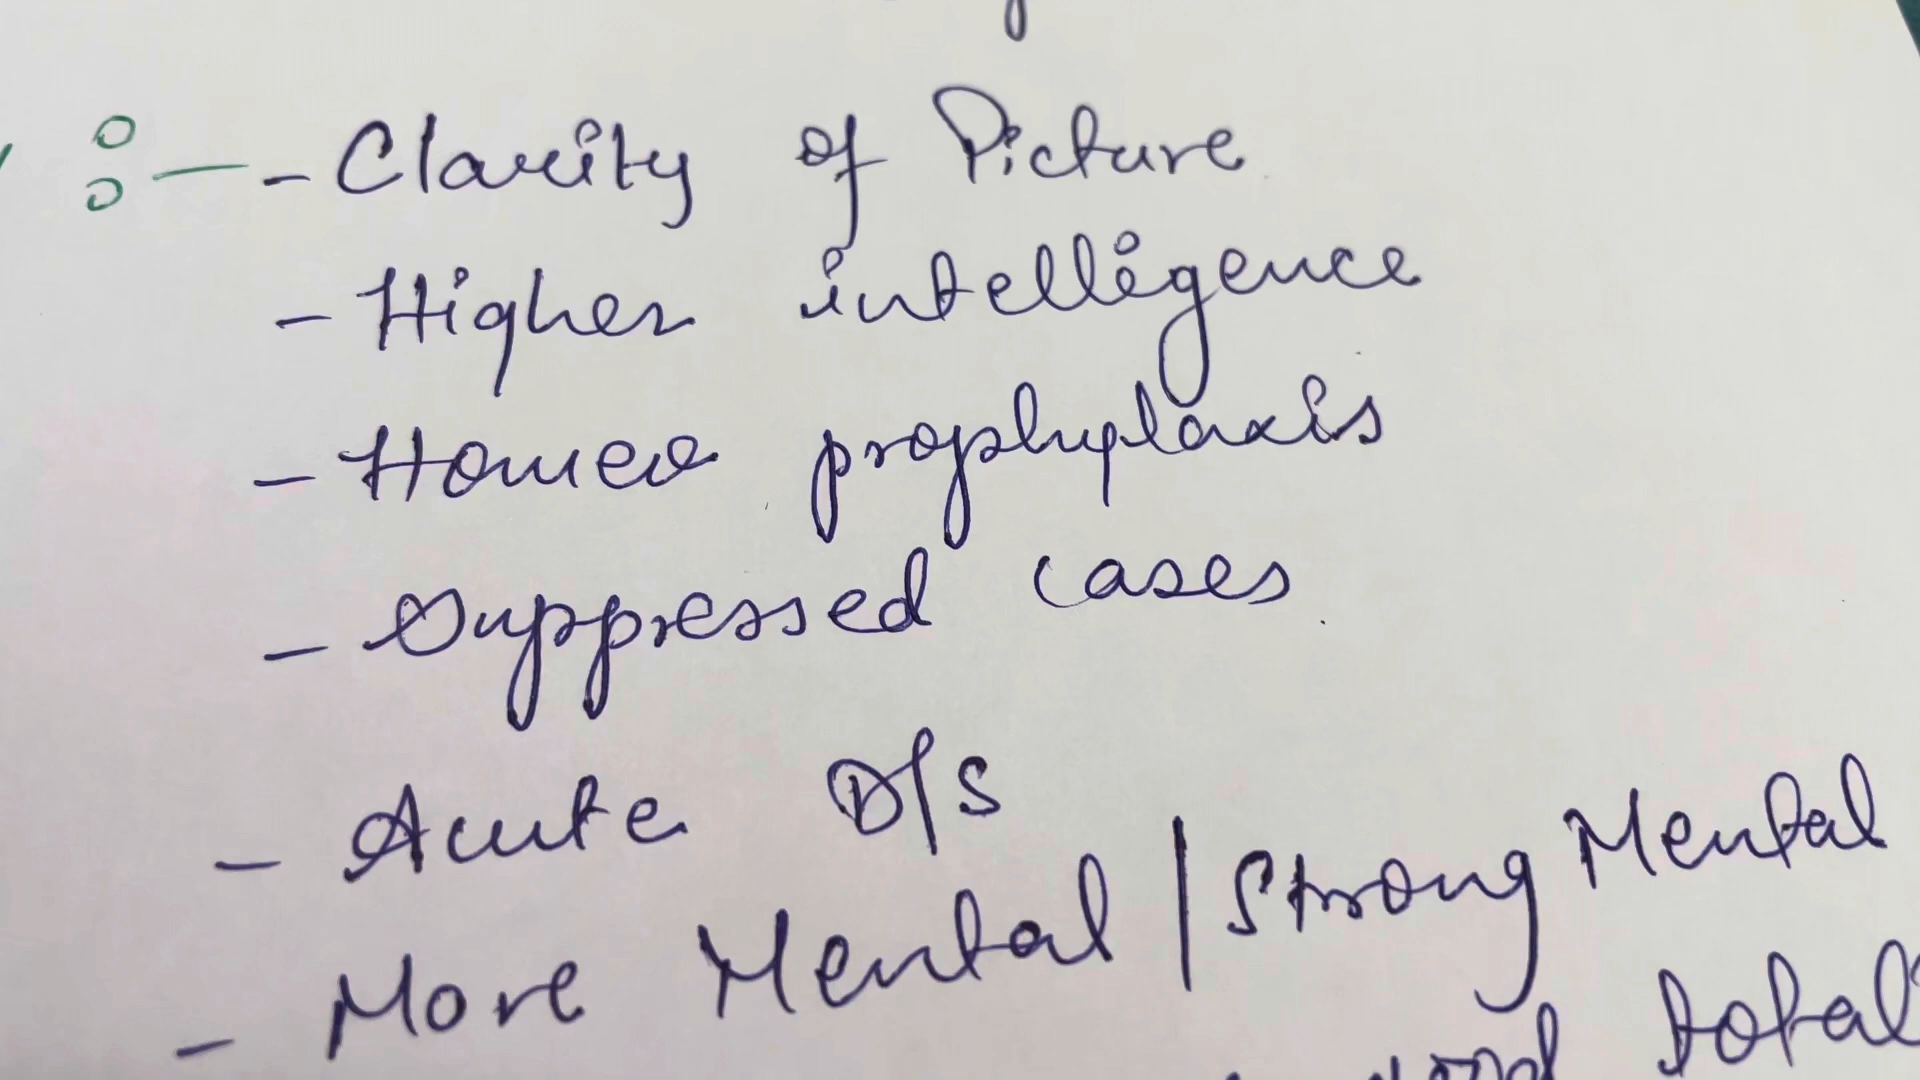 - Clarity of Picture
- Higher intelligence
- Homeo prophylaxis
- Suppressed cases
- Acute D/s
- More Mental / Strong Mental